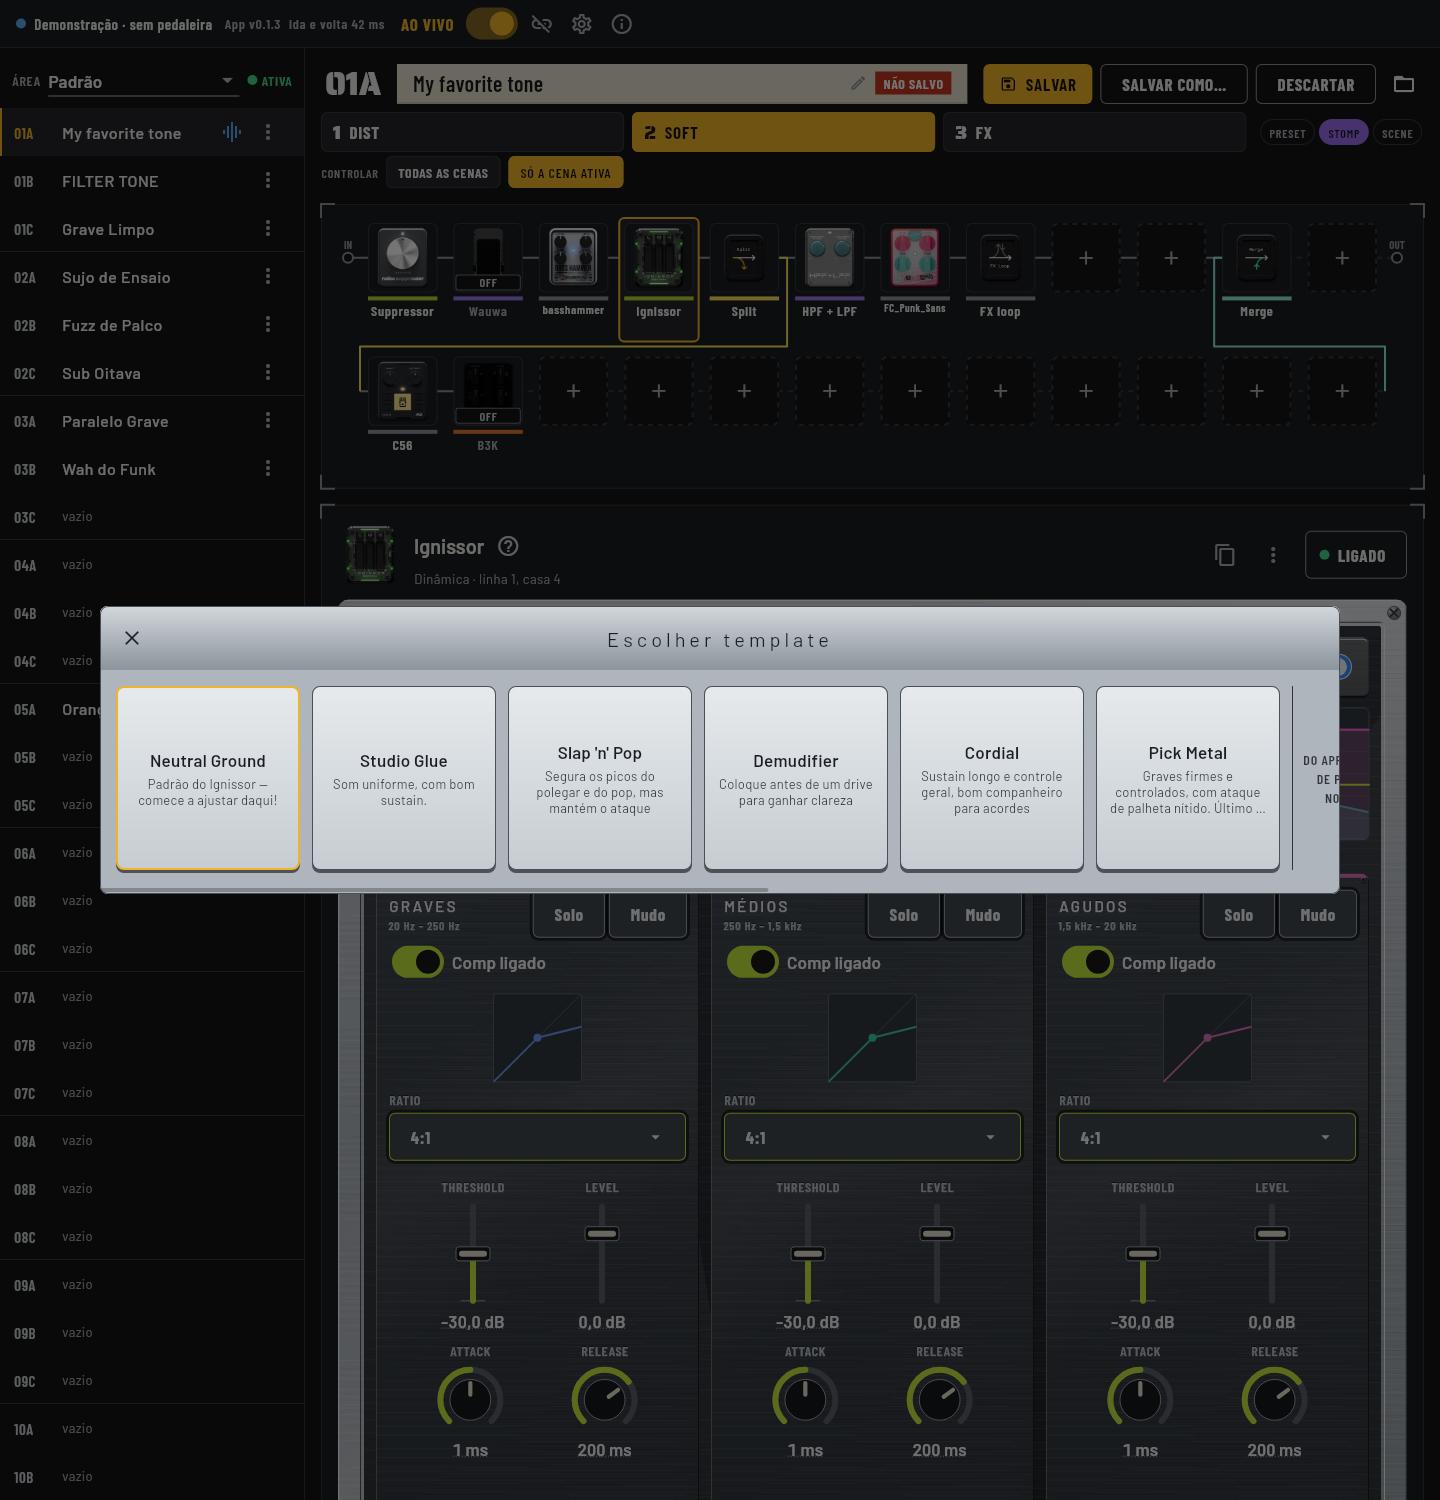 Demonstração · sem pedaleira App v0.1.3 Ida e volta 42 ms AO VIVO
ÁREA Padrão ATIVA
01A My favorite tone
01B FILTER TONE
01C Grave Limpo
02A Sujo de Ensaio
02B Fuzz de Palco
02C Sub Oitava
03A Paralelo Grave
03B Wah do Funk
03C vazio
04A vazio
04B vazio
04C vazio
05A
05B vazio
05C vazio
06A vazio
06B vazio
06C vazio
07A vazio
07B vazio
07C vazio
08A vazio
08B vazio
08C vazio
09A vazio
09B vazio
09C vazio
10A vazio
10B vazio
01A My favorite tone NÃO SALVO SALVAR SALVAR COMO... DESCARTAR
1 DIST 2 SOFT 3 FX PRESET STOMP SCENE
CONTROLAR TODAS AS CENAS SÓ A CENA ATIVA
IN OUT
OFF
Suppressor Wauwa basshammer Ignissor Split HPF + LPF FC_Punk_Sans FX loop Merge
OFF
C56 B3K
Ignissor
Dinâmica · linha 1, casa 4
LIGADO
Escolher template
Neutral Ground
Padrão do Ignissor —
comece a ajustar daqui!
Studio Glue
Som uniforme, com bom
sustain.
Slap 'n' Pop
Segura os picos do
polegar e do pop, mas
mantém o ataque
Demudifier
Coloque antes de um drive
para ganhar clareza
Cordial
Sustain longo e controle
geral, bom companheiro
para acordes
Pick Metal
Graves firmes e
controlados, com ataque
de palheta nítido. Último ...
DO
DE
GRAVES Solo Mudo MÉDIOS Solo Mudo AGUDOS Solo Mudo
20 Hz – 250 Hz 250 Hz – 1,5 kHz 1,5 kHz – 20 kHz
Comp ligado Comp ligado Comp ligado
RATIO RATIO RATIO
4:1 4:1 4:1
THRESHOLD LEVEL THRESHOLD LEVEL THRESHOLD LEVEL
-30,0 dB 0,0 dB -30,0 dB 0,0 dB -30,0 dB 0,0 dB
ATTACK RELEASE ATTACK RELEASE ATTACK RELEASE
1 ms 200 ms 1 ms 200 ms 1 ms 200 ms